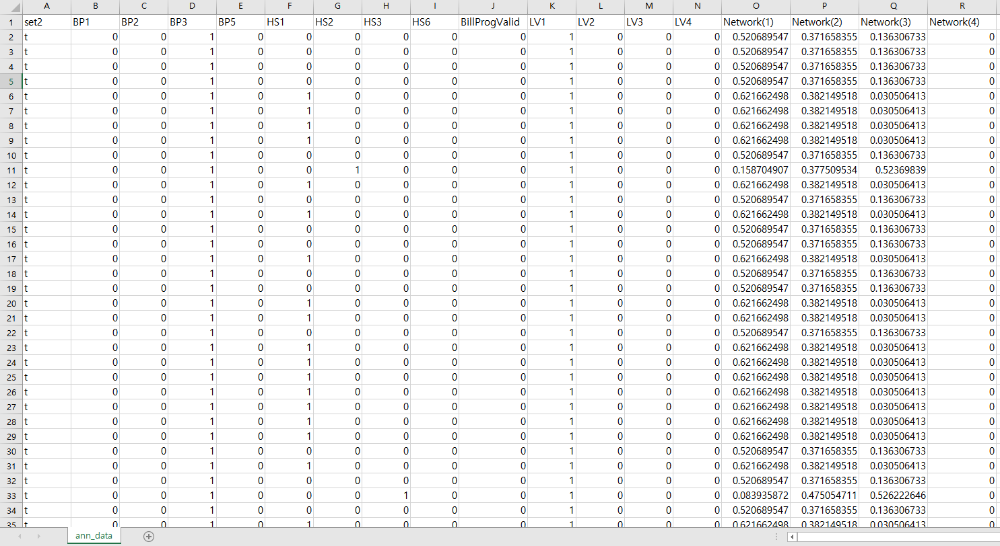 A B C D E F G H I J K L M N O P Q R
1 set2 BP1 BP2 BP3 BP5 HS1 HS2 HS3 HS6 BillProgValid LV1 LV2 LV3 LV4 Network(1) Network(2) Network(3) Network(4)
2 t 0 0 1 0 0 0 0 0 0 1 0 0 0 0.520689547 0.371658355 0.136306733 0
3 t 0 0 1 0 0 0 0 0 0 1 0 0 0 0.520689547 0.371658355 0.136306733 0
4 t 0 0 1 0 0 0 0 0 0 1 0 0 0 0.520689547 0.371658355 0.136306733 0
5 t 0 0 1 0 0 0 0 0 0 1 0 0 0 0.520689547 0.371658355 0.136306733 0
6 t 0 0 1 0 1 0 0 0 0 1 0 0 0 0.621662498 0.382149518 0.030506413 0
7 t 0 0 1 0 1 0 0 0 0 1 0 0 0 0.621662498 0.382149518 0.030506413 0
8 t 0 0 1 0 1 0 0 0 0 1 0 0 0 0.621662498 0.382149518 0.030506413 0
9 t 0 0 1 0 1 0 0 0 0 1 0 0 0 0.621662498 0.382149518 0.030506413 0
10 t 0 0 1 0 0 0 0 0 0 1 0 0 0 0.520689547 0.371658355 0.136306733 0
11 t 0 0 1 0 0 1 0 0 0 1 0 0 0 0.158704907 0.377509534 0.52369839 0
12 t 0 0 1 0 1 0 0 0 0 1 0 0 0 0.621662498 0.382149518 0.030506413 0
13 t 0 0 1 0 0 0 0 0 0 1 0 0 0 0.520689547 0.371658355 0.136306733 0
14 t 0 0 1 0 1 0 0 0 0 1 0 0 0 0.621662498 0.382149518 0.030506413 0
15 t 0 0 1 0 0 0 0 0 0 1 0 0 0 0.520689547 0.371658355 0.136306733 0
16 t 0 0 1 0 0 0 0 0 0 1 0 0 0 0.520689547 0.371658355 0.136306733 0
17 t 0 0 1 0 1 0 0 0 0 1 0 0 0 0.621662498 0.382149518 0.030506413 0
18 t 0 0 1 0 0 0 0 0 0 1 0 0 0 0.520689547 0.371658355 0.136306733 0
19 t 0 0 1 0 0 0 0 0 0 1 0 0 0 0.520689547 0.371658355 0.136306733 0
20 t 0 0 1 0 1 0 0 0 0 1 0 0 0 0.621662498 0.382149518 0.030506413 0
21 t 0 0 1 0 1 0 0 0 0 1 0 0 0 0.621662498 0.382149518 0.030506413 0
22 t 0 0 1 0 0 0 0 0 0 1 0 0 0 0.520689547 0.371658355 0.136306733 0
23 t 0 0 1 0 1 0 0 0 0 1 0 0 0 0.621662498 0.382149518 0.030506413 0
24 t 0 0 1 0 1 0 0 0 0 1 0 0 0 0.621662498 0.382149518 0.030506413 0
25 t 0 0 1 0 1 0 0 0 0 1 0 0 0 0.621662498 0.382149518 0.030506413 0
26 t 0 0 1 0 1 0 0 0 0 1 0 0 0 0.621662498 0.382149518 0.030506413 0
27 t 0 0 1 0 1 0 0 0 0 1 0 0 0 0.621662498 0.382149518 0.030506413 0
28 t 0 0 1 0 1 0 0 0 0 1 0 0 0 0.621662498 0.382149518 0.030506413 0
29 t 0 0 1 0 1 0 0 0 0 1 0 0 0 0.621662498 0.382149518 0.030506413 0
30 t 0 0 1 0 0 0 0 0 0 1 0 0 0 0.520689547 0.371658355 0.136306733 0
31 t 0 0 1 0 1 0 0 0 0 1 0 0 0 0.621662498 0.382149518 0.030506413 0
32 t 0 0 1 0 0 0 0 0 0 1 0 0 0 0.520689547 0.371658355 0.136306733 0
33 t 0 0 1 0 0 0 1 0 0 1 0 0 0 0.083935872 0.475054711 0.526222646 0
34 t 0 0 1 0 0 0 0 0 0 1 0 0 0 0.520689547 0.371658355 0.136306733 0
35 t 0 0 1 0 1 0 0 0 0 1 0 0 0 0.621662498 0.382149518 0.030506413 0
ann_data